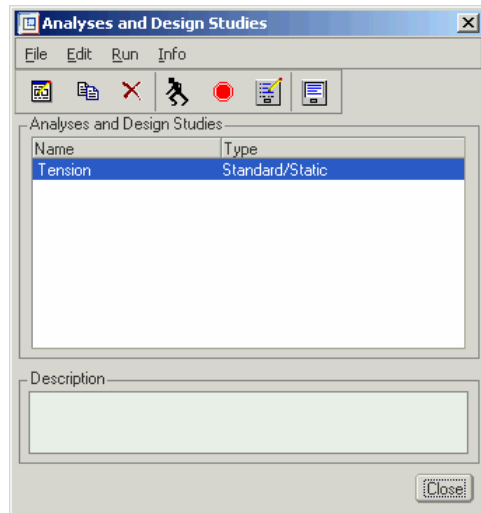 Analyses and Design Studies
File Edit Run Info
Analyses and Design Studies
Name Type
Tension Standard/Static
Description
Close